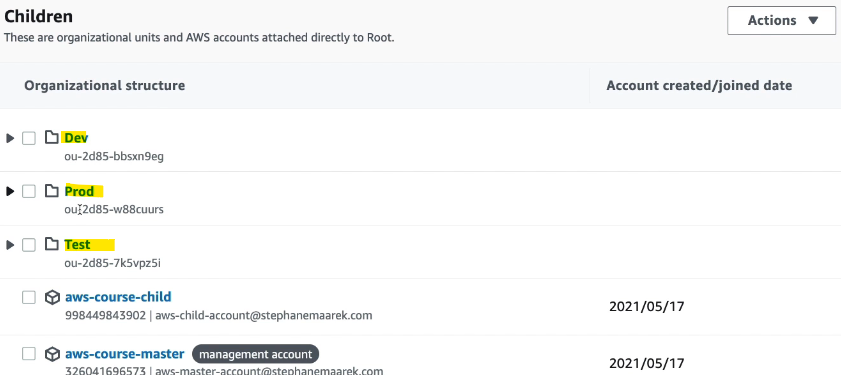 Children
Actions ▼
These are organizational units and AWS accounts attached directly to Root.
Organizational structure
Account created/joined date
Dev
ou-2d85-bbsxn9eg
Prod
ou-2d85-w88cuurs
Test
ou-2d85-7k5vpz5i
aws-course-child
998449843902 | aws-child-account@stephanemaarek.com
2021/05/17
aws-course-master management account
326041696573 | aws-master-account@stephanemaarek.com
2021/05/17